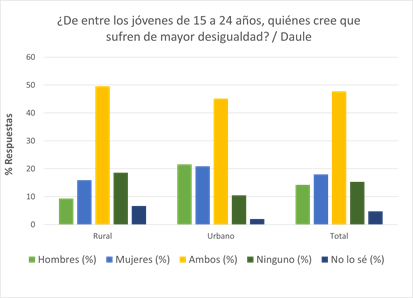 ¿De entre los jóvenes de 15 a 24 años, quiénes cree que
sufren de mayor desigualdad? / Daule
% Respuestas
60
50
40
30
20
10
0
Rural Urbano Total
Hombres (%) Mujeres (%) Ambos (%) Ninguno (%) No lo sé (%)